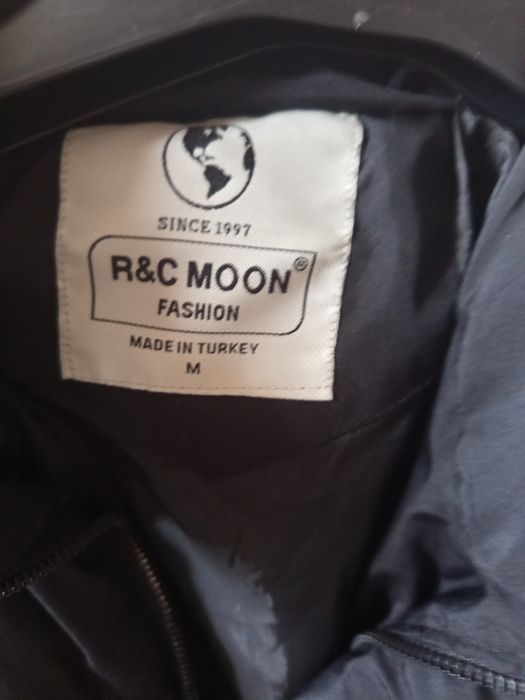 SINCE 1997
R&C MOON®
FASHION
MADE IN TURKEY
M